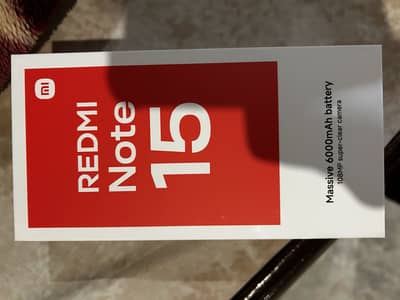 mi
REDMI
Note
15
Massive 6000mAh battery
108MP super-clear camera